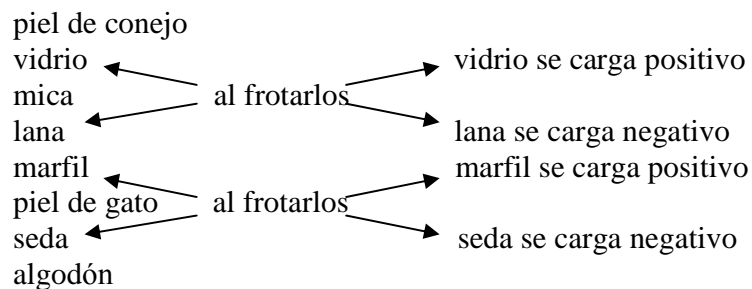 piel de conejo
vidrio vidrio se carga positivo
mica al frotarlos
lana lana se carga negativo
marfil marfil se carga positivo
piel de gato al frotarlos
seda seda se carga negativo
algodón